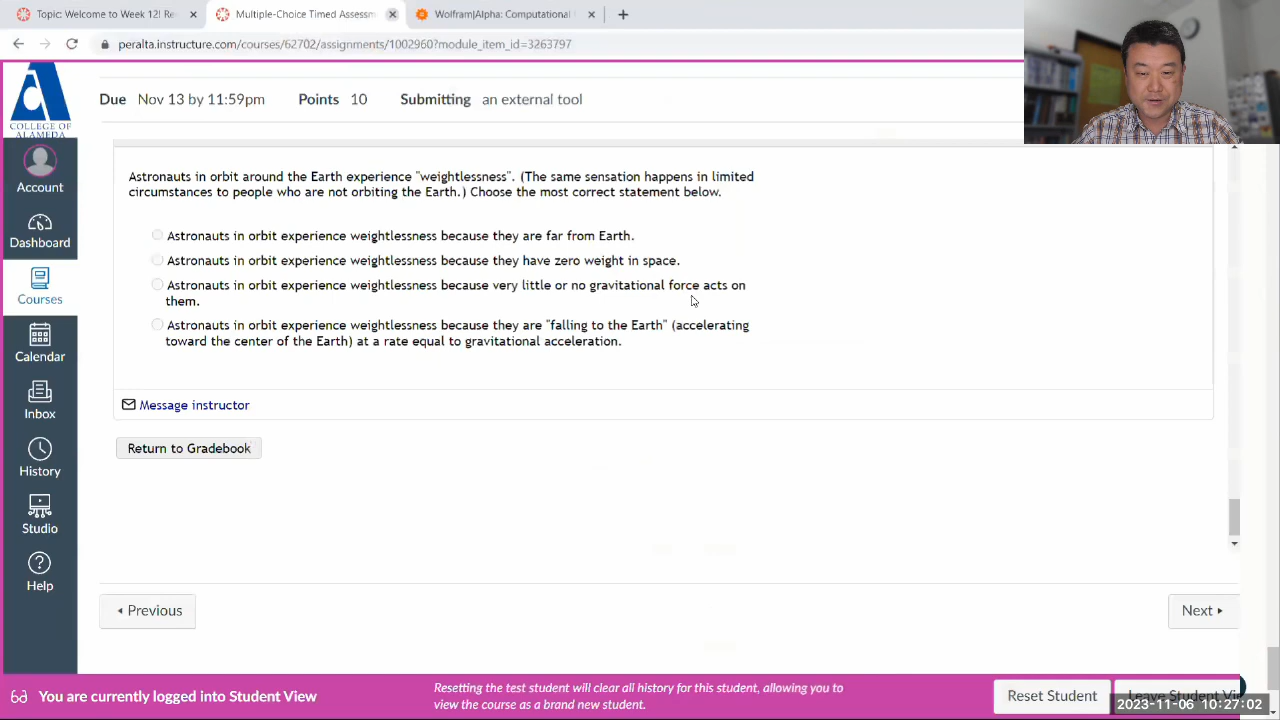 Topic: Welcome to Week 12! Re
Multiple-Choice Timed Assessm
Wolfram|Alpha: Computational
peralta.instructure.com/courses/62702/assignments/1002960?module_item_id=3263797
COLLEGE OF
ALAMEDA
Account
Dashboard
Courses
Calendar
Inbox
History
Studio
Help
Due Nov 13 by 11:59pm Points 10 Submitting an external tool
Astronauts in orbit around the Earth experience "weightlessness". (The same sensation happens in limited
circumstances to people who are not orbiting the Earth.) Choose the most correct statement below.
Astronauts in orbit experience weightlessness because they are far from Earth.
Astronauts in orbit experience weightlessness because they have zero weight in space.
Astronauts in orbit experience weightlessness because very little or no gravitational force acts on
them.
Astronauts in orbit experience weightlessness because they are "falling to the Earth" (accelerating
toward the center of the Earth) at a rate equal to gravitational acceleration.
Message instructor
Return to Gradebook
Previous
Next
You are currently logged into Student View
Resetting the test student will clear all history for this student, allowing you to
view the course as a brand new student.
Reset Student
Leave Student Vi
2023-11-06 10:27:02